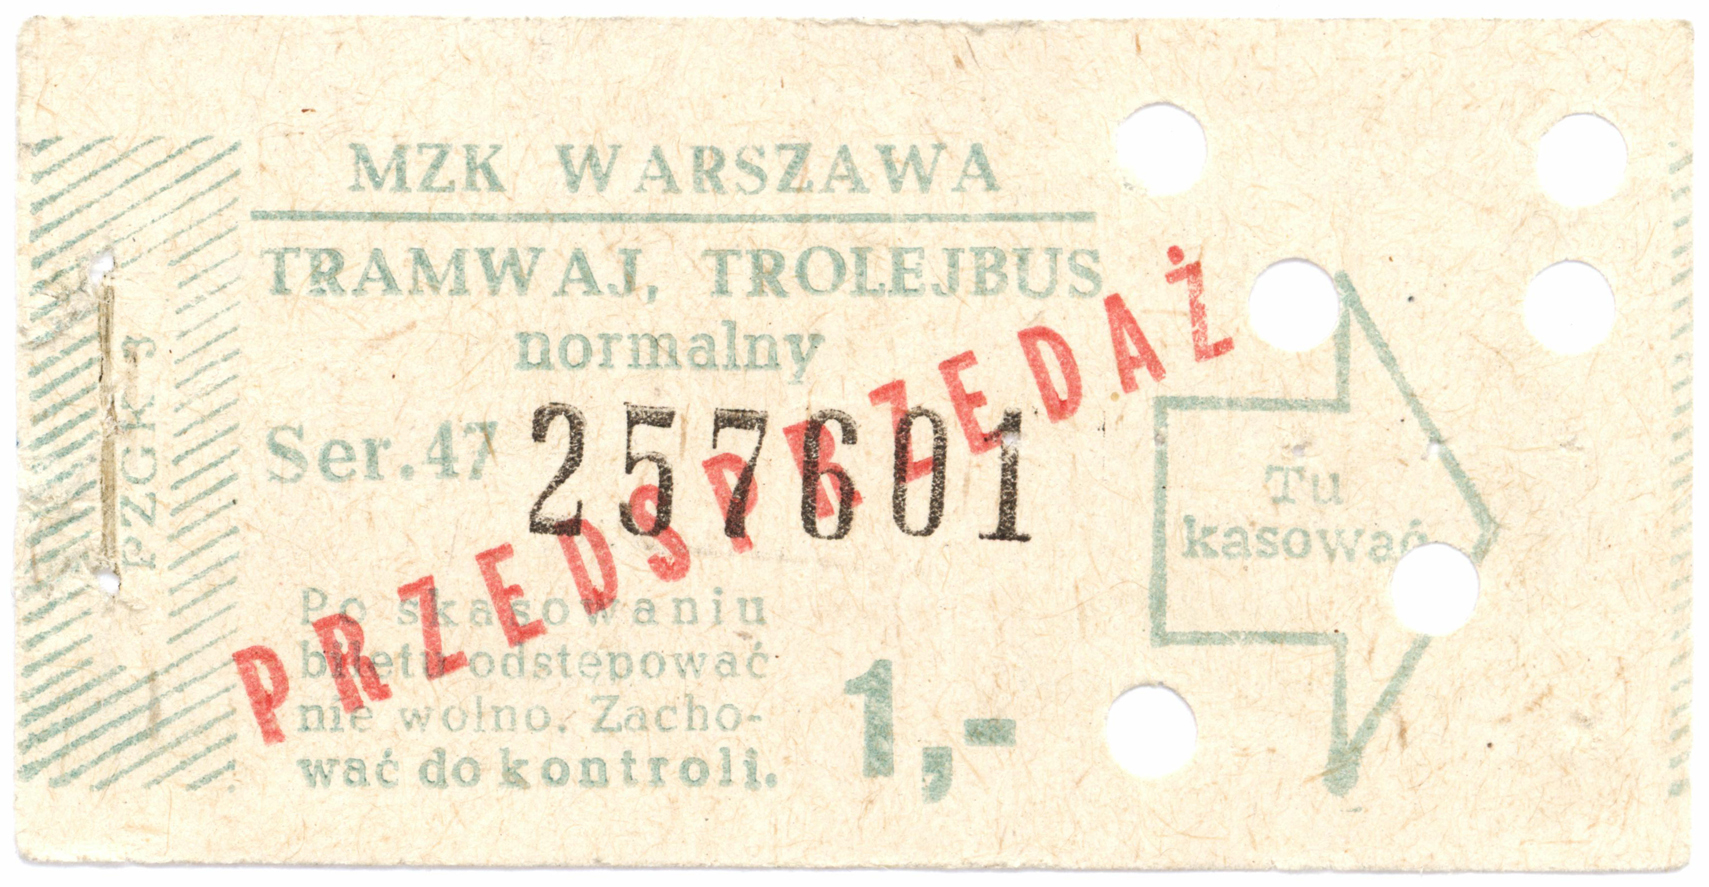 MZK WARSZAWA
TRAMWAJ, TROLEJBUS
normalny
Ser.47 257601
PRZEDSPRZEDAŻ
Po skasowaniu
biletu odstępować
nie wolno. Zacho-
wać do kontroli.
1,-
Tu
kasować
PZGK 3